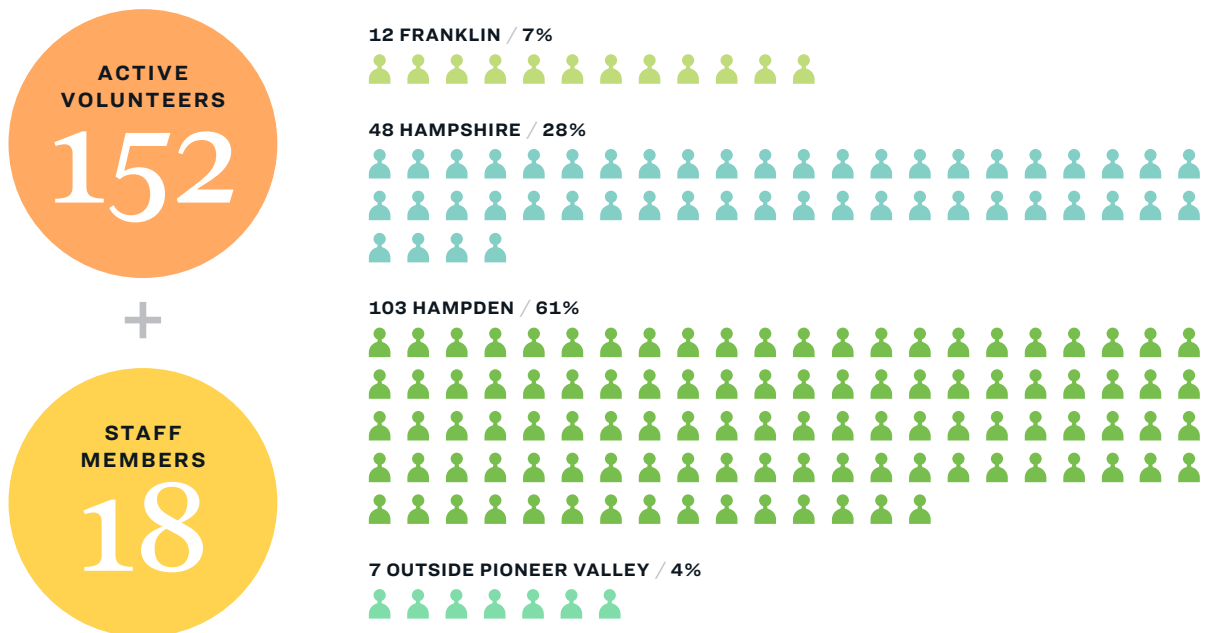 ACTIVE
VOLUNTEERS
152
+
STAFF
MEMBERS
18
12 FRANKLIN / 7%
48 HAMPSHIRE / 28%
103 HAMPDEN / 61%
7 OUTSIDE PIONEER VALLEY / 4%